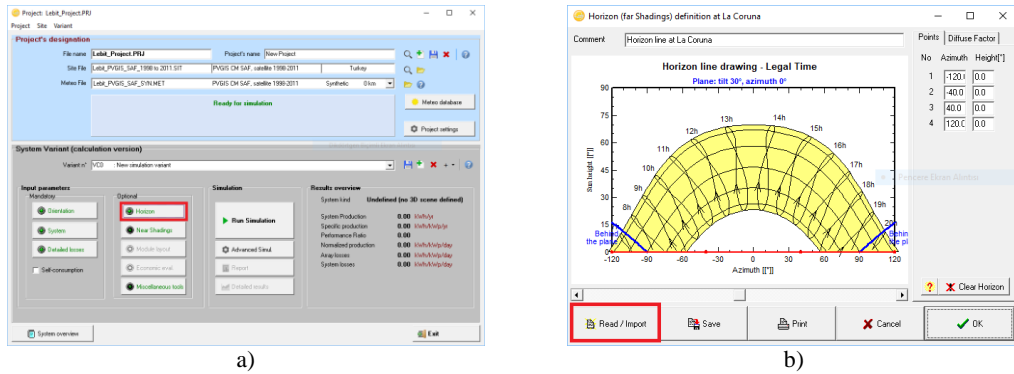 Project: Lebit_Project.PRJ
Project Site Variant
Project's designation
File name Lebit_Project.PRJ Project's name New Project
Site File Lebit_PVGIS_SAF_1998 to 2011.SIT PVGIS CM SAF, satellite 1998-2011 Turkey
Meteo File Lebit_PVGIS_SAF_SYN.MET PVGIS CM SAF, satellite 1998-2011 Synthetic 0 km
Ready for simulation
Meteo database
Project settings
System Variant (calculation version)
Variant n° VC0 : New simulation variant
Input parameters
Mandatory
Optional
Orientation
Horizon
System
Near Shadings
Detailed losses
Module layout
Self-consumption
Economic eval.
Miscellaneous tools
Simulation
Run Simulation
Advanced Simul.
Report
Detailed results
Results overview
System kind Undefined (no 3D scene defined)
System Production 0.00 kWh/yr
Specific production 0.00 kWh/kWp/yr
Performance Ratio 0.00
Normalized production 0.00 kWh/kWp/day
Array losses 0.00 kWh/kWp/day
System losses 0.00 kWh/kWp/day
System overview
Exit
a)
Horizon (far Shadings) definition at La Coruna
Comment Horizon line at La Coruna
Horizon line drawing - Legal Time
Plane: tilt 30°, azimuth 0°
Sun height [[°]]
90
75
60
45
30
15
0
8h
9h
10h
11h
12h
13h
14h
15h
16h
17h
18h
19h
20h
Behind
the plane
Behin
the pl
-120 -90 -60 -30 0 30 60 90 120
Azimuth [[°]]
Points Diffuse Factor
No Azimuth Height[°]
1 -120.( 0.0
2 -40.0 0.0
3 40.0 0.0
4 120.0 0.0
Pencere Ekran Alıntısı
? Clear Horizon
Read / Import
Save
Print
Cancel
OK
b)